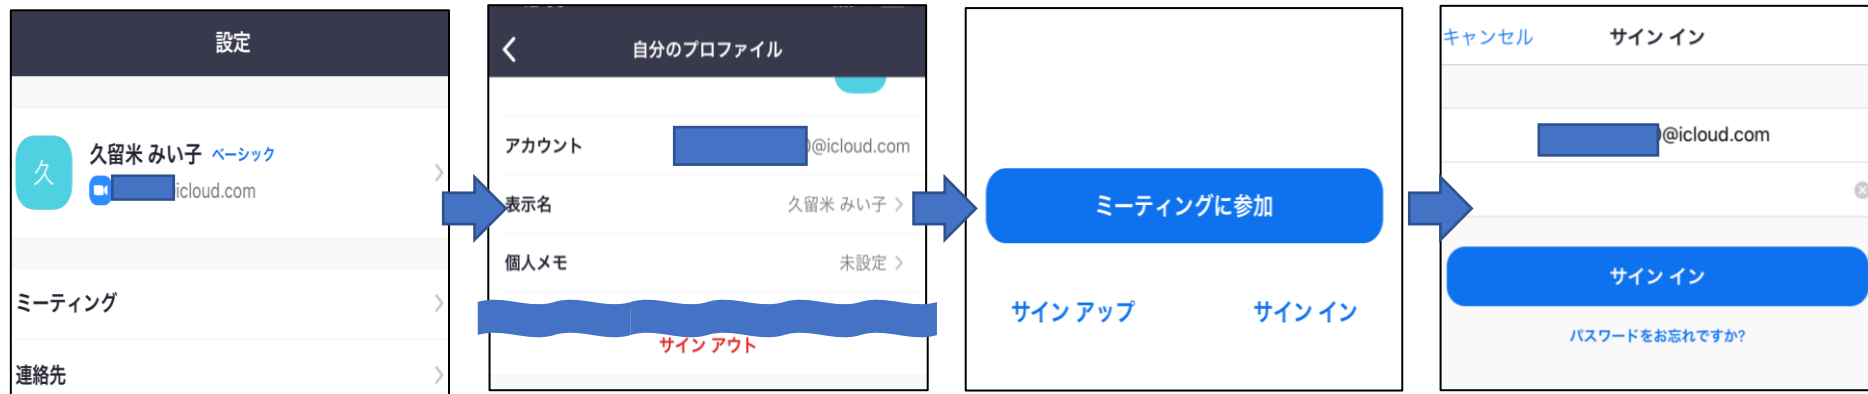 設定
久
久留米 みい子 ベーシック
icloud.com
ミーティング
連絡先
自分のプロファイル
アカウント
@icloud.com
表示名
久留米 みい子
個人メモ
未設定
サイン アウト
ミーティングに参加
サイン アップ
サイン イン
キャンセル
サイン イン
@icloud.com
サイン イン
パスワードをお忘れですか?